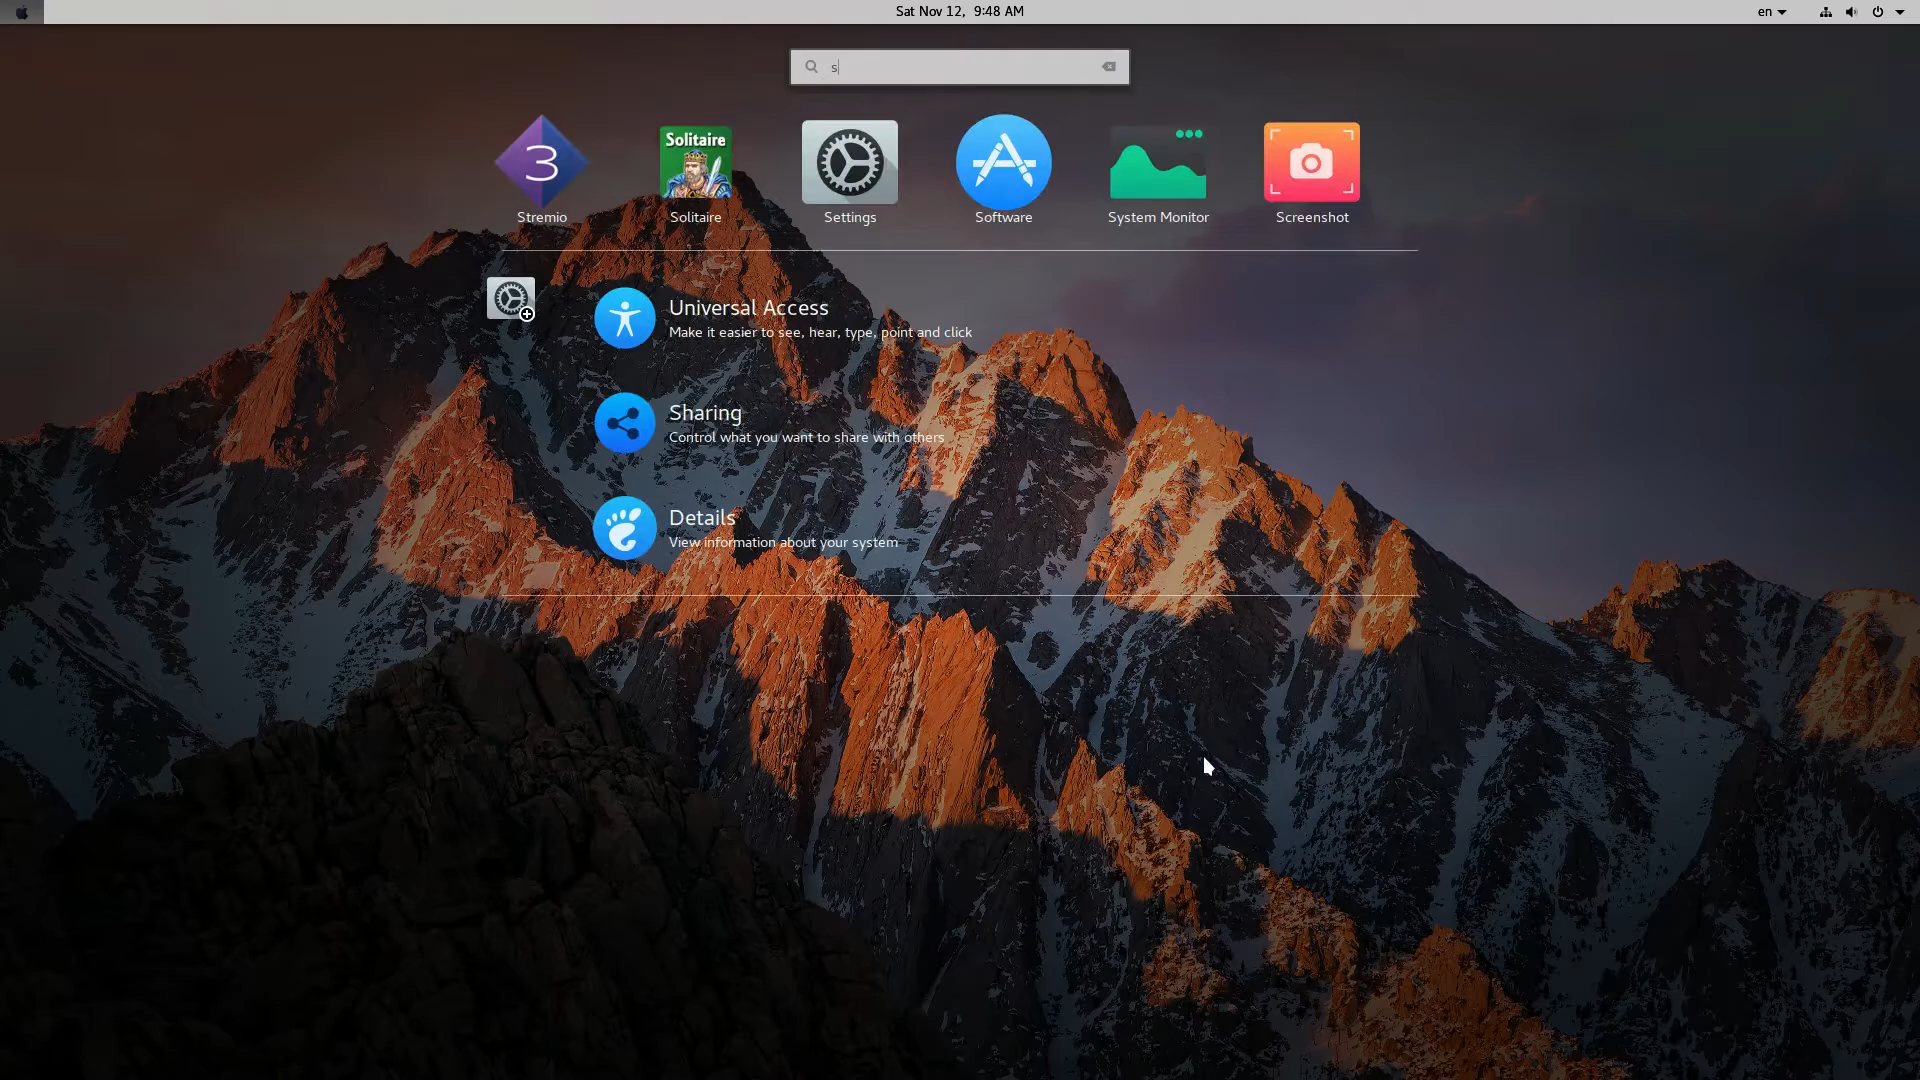 Sat Nov 12, 9:48 AM
en
s
Solitaire
3
Stremio
Solitaire
Settings
Software
System Monitor
Screenshot
Universal Access
Make it easier to see, hear, type, point and click
Sharing
Control what you want to share with others
Details
View information about your system